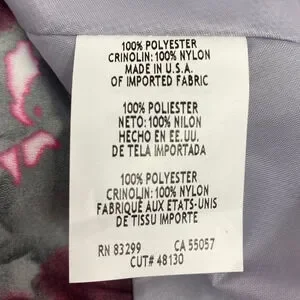 100% POLYESTER
CRINOLIN: 100% NYLON
MADE IN U.S.A.
OF IMPORTED FABRIC
100% POLIESTER
NETO: 100% NILON
HECHO EN EE.UU.
DE TELA IMPORTADA
100% POLYESTER
CRINOLIN: 100% NYLON
FABRIQUÉ AUX ETATS-UNIS
DE TISSU IMPORTE
RN 83299 CA 55057
CUT# 48130